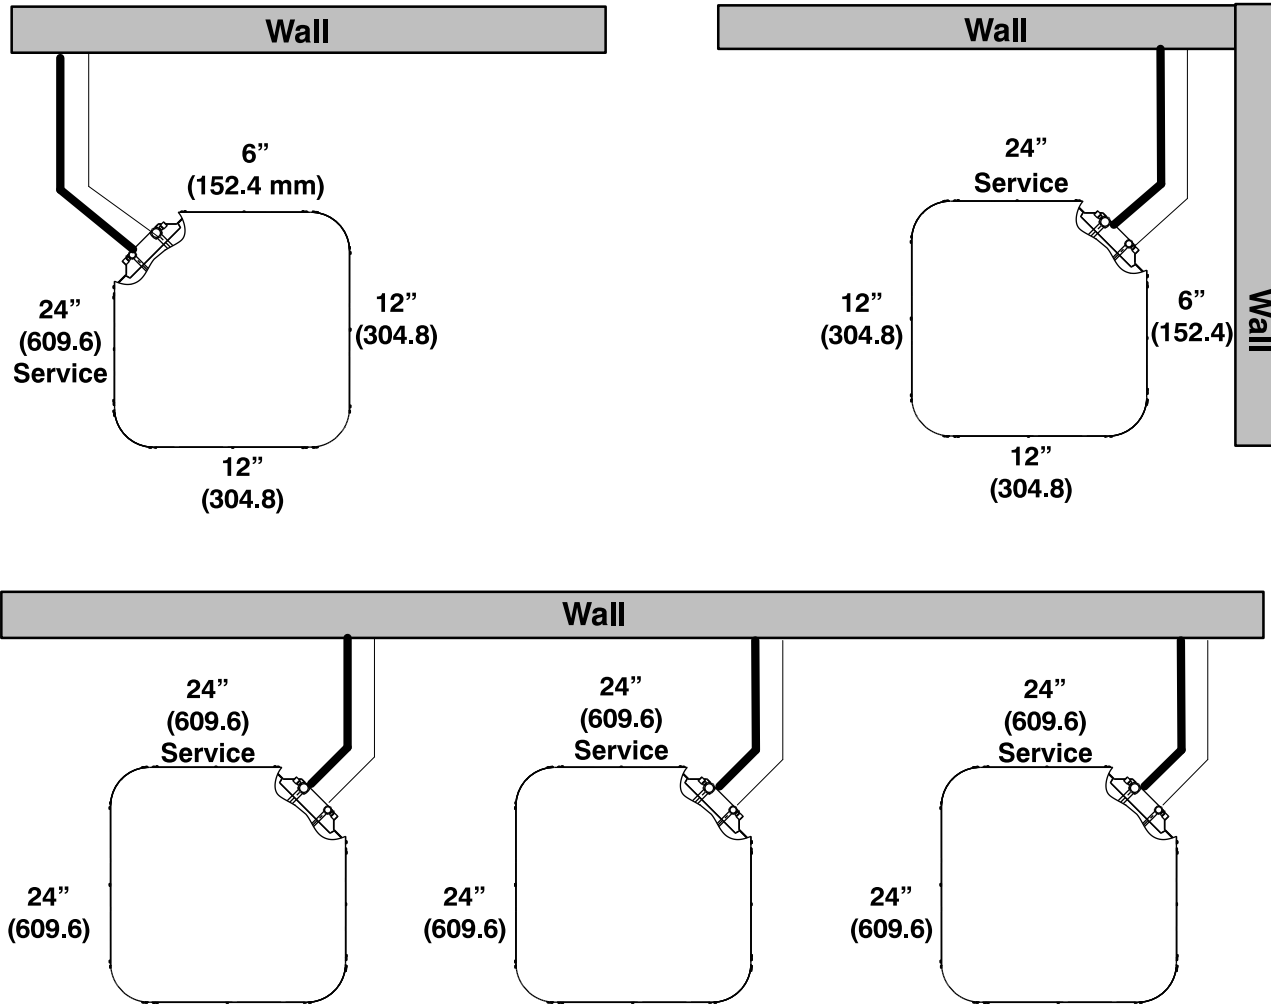 Wall
6”
(152.4 mm)
24”
(609.6)
Service
12”
(304.8)
12”
(304.8)
Wall
24”
Service
12”
(304.8)
6”
(152.4)
Wall
12”
(304.8)
Wall
24”
(609.6)
Service
24”
(609.6)
Service
24”
(609.6)
Service
24”
(609.6)
24”
(609.6)
24”
(609.6)